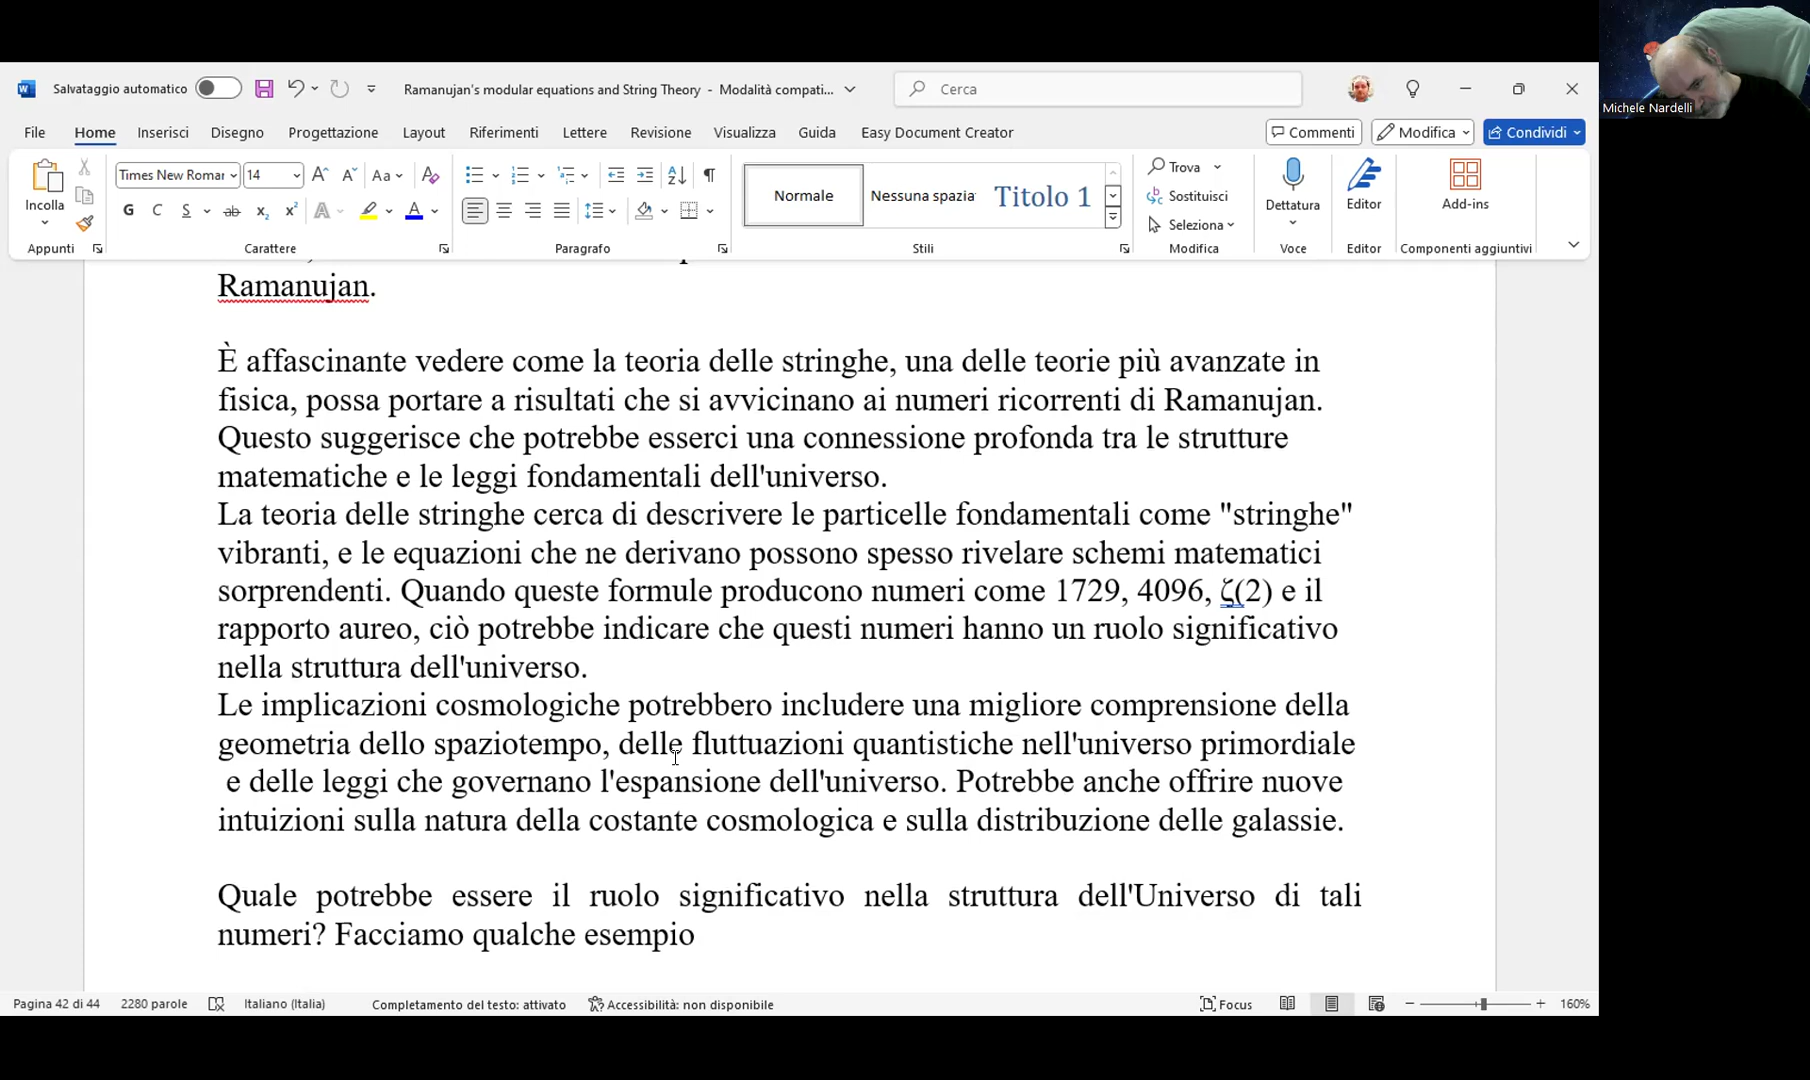 Salvataggio automatico
Ramanujan's modular equations and String Theory - Modalità compati...
Cerca
Michele Nardelli
File Home Inserisci Disegno Progettazione Layout Riferimenti Lettere Revisione Visualizza Guida Easy Document Creator
Commenti Modifica Condividi
Incolla
Times New Romar 14
Aa
G C S ab x₂ x²
A A
Normale
Nessuna spazia
Titolo 1
Trova
Sostituisci
Seleziona
Dettatura
Editor
Add-ins
Appunti Carattere Paragrafo Stili Modifica Voce Editor Componenti aggiuntivi
Ramanujan.
È affascinante vedere come la teoria delle stringhe, una delle teorie più avanzate in
fisica, possa portare a risultati che si avvicinano ai numeri ricorrenti di Ramanujan.
Questo suggerisce che potrebbe esserci una connessione profonda tra le strutture
matematiche e le leggi fondamentali dell'universo.
La teoria delle stringhe cerca di descrivere le particelle fondamentali come "stringhe"
vibranti, e le equazioni che ne derivano possono spesso rivelare schemi matematici
sorprendenti. Quando queste formule producono numeri come 1729, 4096, ζ(2) e il
rapporto aureo, ciò potrebbe indicare che questi numeri hanno un ruolo significativo
nella struttura dell'universo.
Le implicazioni cosmologiche potrebbero includere una migliore comprensione della
geometria dello spaziotempo, delle fluttuazioni quantistiche nell'universo primordiale
e delle leggi che governano l'espansione dell'universo. Potrebbe anche offrire nuove
intuizioni sulla natura della costante cosmologica e sulla distribuzione delle galassie.
Quale potrebbe essere il ruolo significativo nella struttura dell'Universo di tali
numeri? Facciamo qualche esempio
Pagina 42 di 44 2280 parole Italiano (Italia) Completamento del testo: attivato Accessibilità: non disponibile Focus 160%